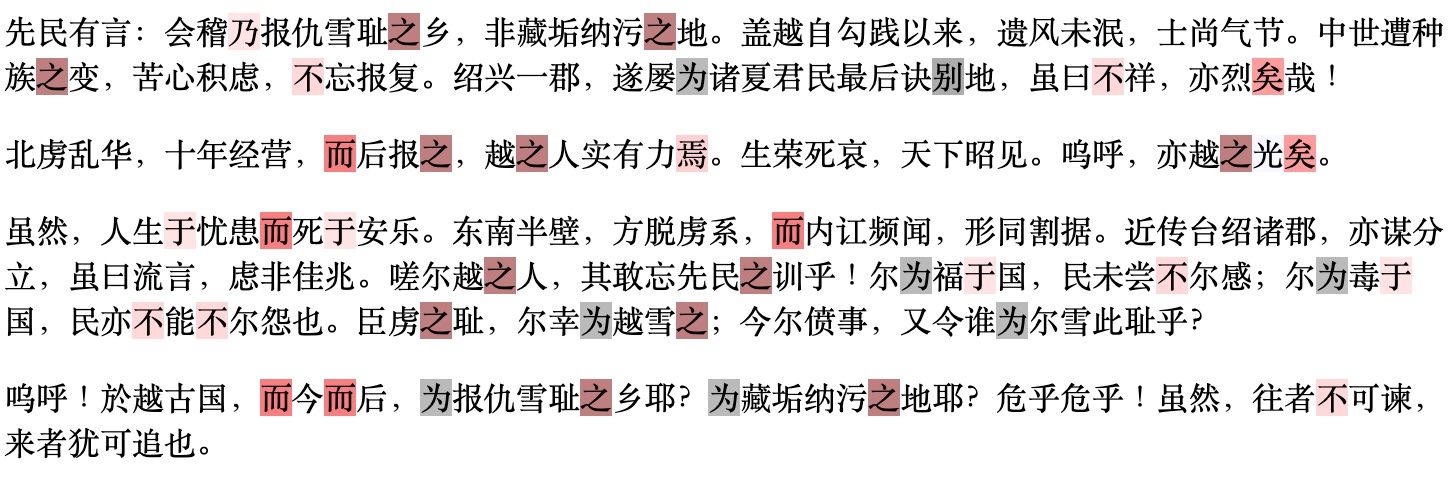 先民有言：会稽乃报仇雪耻之乡，非藏垢纳污之地。盖越自勾践以来，遗风未泯，士尚气节。中世遭种
族之变，苦心积虑，不忘报复。绍兴一郡，遂屡为诸夏君民最后诀别地，虽曰不祥，亦烈矣哉！
北虏乱华，十年经营，而后报之，越之人实有力焉。生荣死哀，天下昭见。呜呼，亦越之光矣。
虽然，人生于忧患而死于安乐。东南半壁，方脱虏系，而内讧频闻，形同割据。近传台绍诸郡，亦谋分
立，虽曰流言，虑非佳兆。嗟尔越之人，其敢忘先民之训乎！尔为福于国，民未尝不尔感；尔为毒于
国，民亦不能不尔怨也。臣虏之耻，尔幸为越雪之；今尔偾事，又令谁为尔雪此耻乎？
呜呼！於越古国，而今而后，为报仇雪耻之乡耶？为藏垢纳污之地耶？危乎危乎！虽然，往者不可谏，
来者犹可追也。